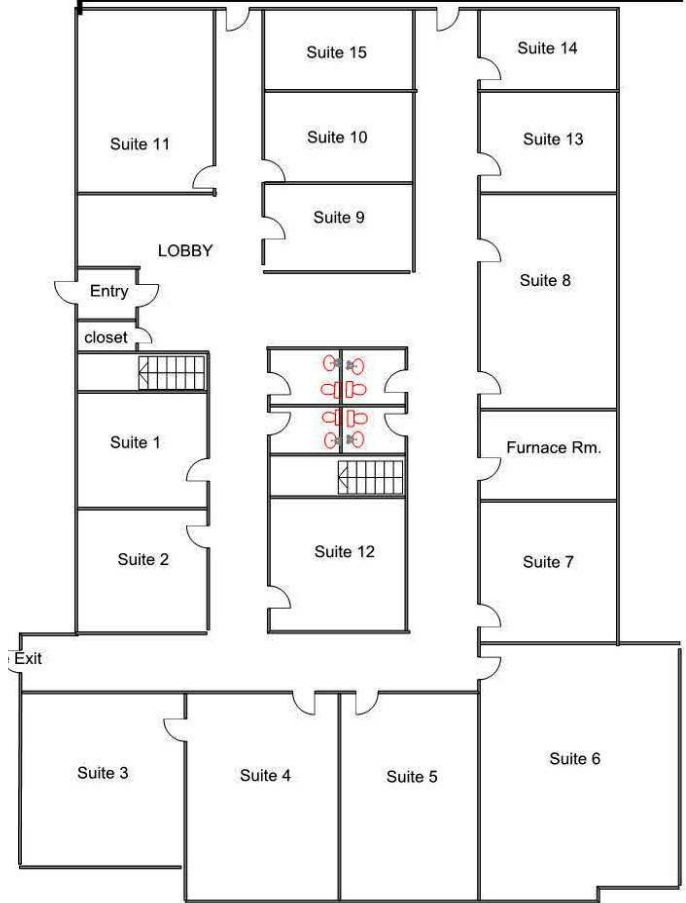 Suite 15
Suite 14
Suite 11
Suite 10
Suite 13
Suite 9
LOBBY
Suite 8
Entry
closet
Suite 1
Furnace Rm.
Suite 12
Suite 2
Suite 7
Exit
Suite 3
Suite 4
Suite 5
Suite 6